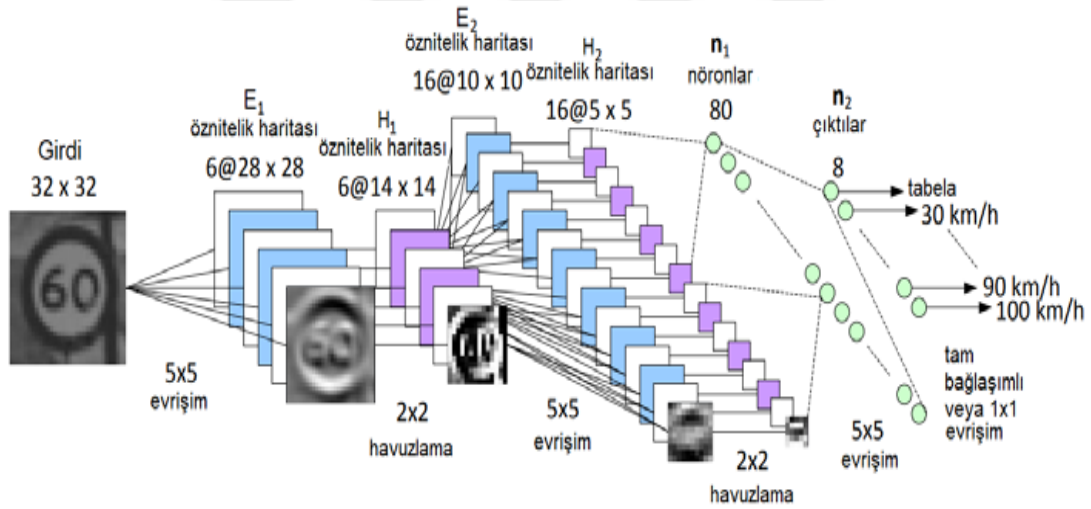 Girdi
32 x 32
60
E1
öznitelik haritası
6@28 x 28
H1
öznitelik haritası
6@14 x 14
E2
öznitelik haritası
16@10 x 10
H2
öznitelik haritası
16@5 x 5
n1
nöronlar
80
n2
çıktılar
8
tabela
30 km/h
90 km/h
100 km/h
5x5
evrişim
2x2
havuzlama
5x5
evrişim
2x2
havuzlama
5x5
evrişim
tam
bağlaşımlı
veya 1x1
evrişim